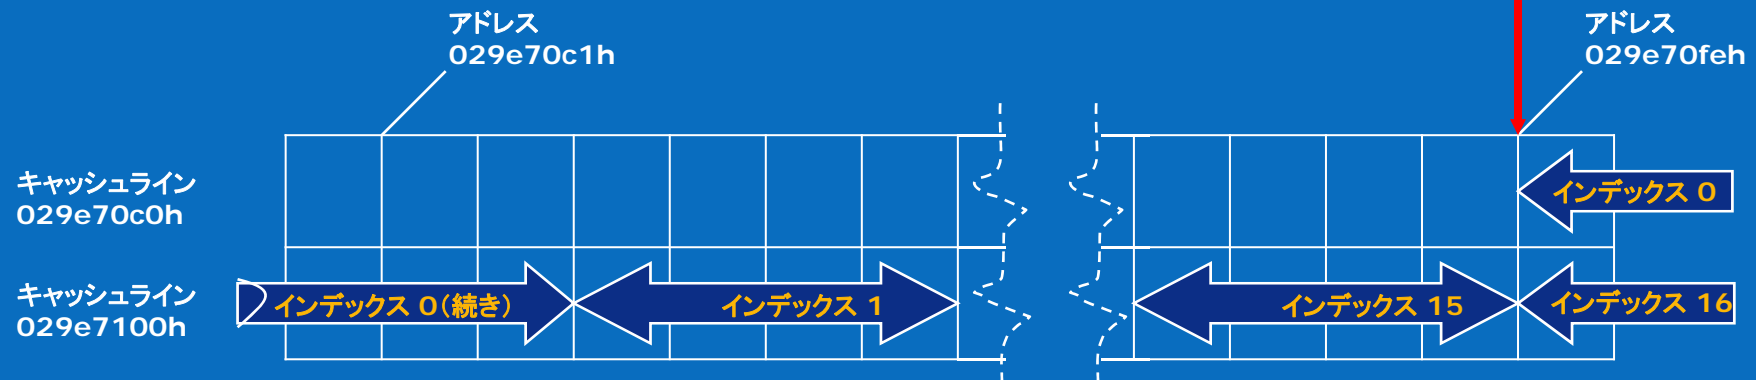 アドレス
029e70c1h
アドレス
029e70feh
キャッシュライン
029e70c0h
インデックス 0
キャッシュライン
029e7100h
インデックス 0(続き)
インデックス 1
インデックス 15
インデックス 16